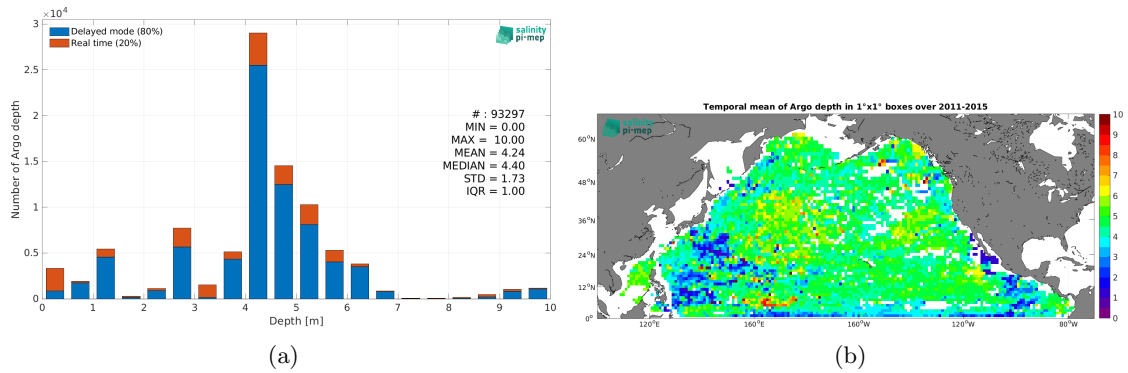 ×10⁴
3
2.5
2
1.5
1
0.5
0
Number of Argo depth
Delayed mode (80%)
Real time (20%)
salinity
pi-mep
# : 93297
MIN = 0.00
MAX = 10.00
MEAN = 4.24
MEDIAN = 4.40
STD = 1.73
IQR = 1.00
0 1 2 3 4 5 6 7 8 9 10
Depth [m]
(a)
Temporal mean of Argo depth in 1°x1° boxes over 2011-2015
salinity
pi-mep
60°N
48°N
36°N
24°N
12°N
0°
120°E 160°E 160°W 120°W 80°W
10
9
8
7
6
5
4
3
2
1
0
(b)